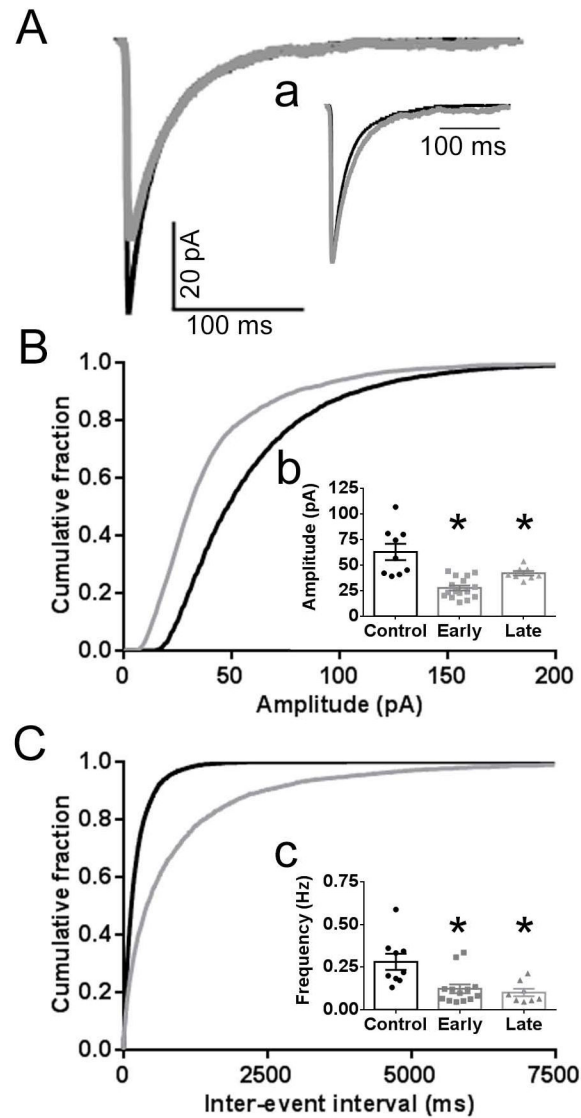 A
a
100 ms
20 pA
100 ms
B
Cumulative fraction
1.0
0.8
0.6
0.4
0.2
0.0
0
50
100
150
200
Amplitude (pA)
b
Amplitude (pA)
125
100
75
50
25
0
*
*
Control
Early
Late
C
Cumulative fraction
1.0
0.8
0.6
0.4
0.2
0.0
0
2500
5000
7500
Inter-event interval (ms)
c
Frequency (Hz)
0.75
0.50
0.25
0.00
*
*
Control
Early
Late